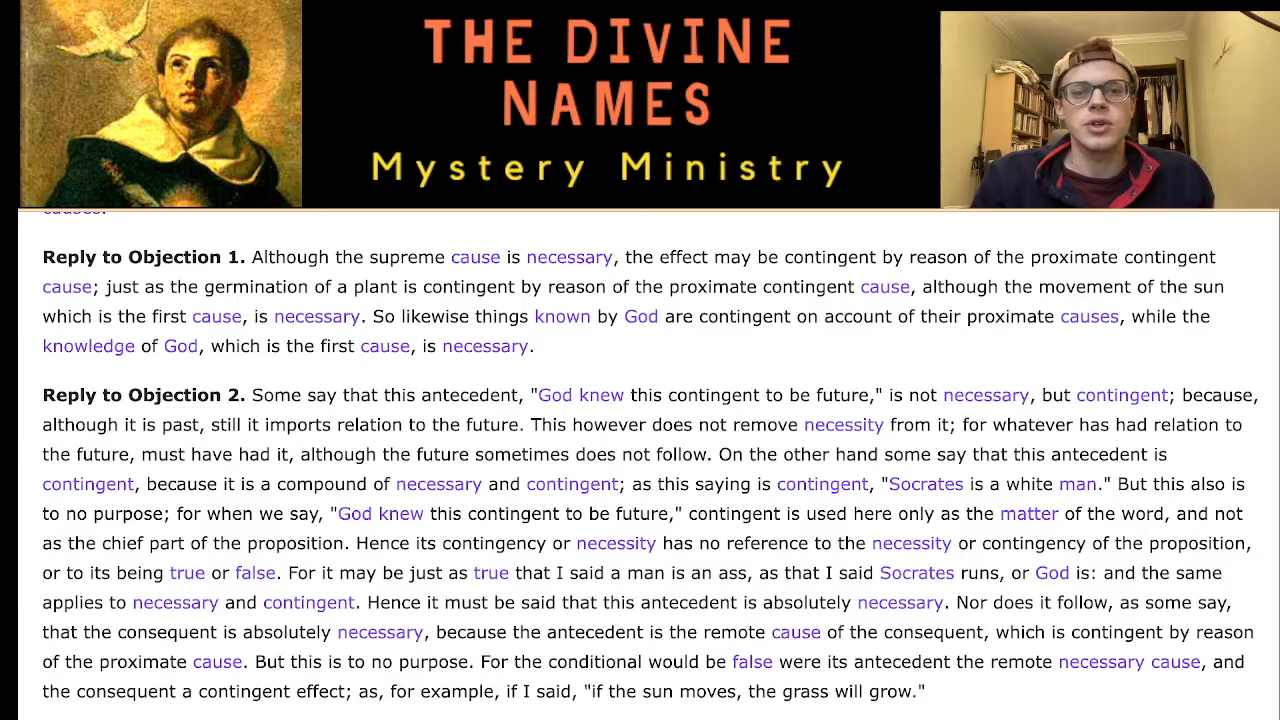 THE DIVINE
NAMES
Mystery Ministry
causes.
Reply to Objection 1. Although the supreme cause is necessary, the effect may be contingent by reason of the proximate contingent
cause; just as the germination of a plant is contingent by reason of the proximate contingent cause, although the movement of the sun
which is the first cause, is necessary. So likewise things known by God are contingent on account of their proximate causes, while the
knowledge of God, which is the first cause, is necessary.
Reply to Objection 2. Some say that this antecedent, "God knew this contingent to be future," is not necessary, but contingent; because,
although it is past, still it imports relation to the future. This however does not remove necessity from it; for whatever has had relation to
the future, must have had it, although the future sometimes does not follow. On the other hand some say that this antecedent is
contingent, because it is a compound of necessary and contingent; as this saying is contingent, "Socrates is a white man." But this also is
to no purpose; for when we say, "God knew this contingent to be future," contingent is used here only as the matter of the word, and not
as the chief part of the proposition. Hence its contingency or necessity has no reference to the necessity or contingency of the proposition,
or to its being true or false. For it may be just as true that I said a man is an ass, as that I said Socrates runs, or God is: and the same
applies to necessary and contingent. Hence it must be said that this antecedent is absolutely necessary. Nor does it follow, as some say,
that the consequent is absolutely necessary, because the antecedent is the remote cause of the consequent, which is contingent by reason
of the proximate cause. But this is to no purpose. For the conditional would be false were its antecedent the remote necessary cause, and
the consequent a contingent effect; as, for example, if I said, "if the sun moves, the grass will grow."